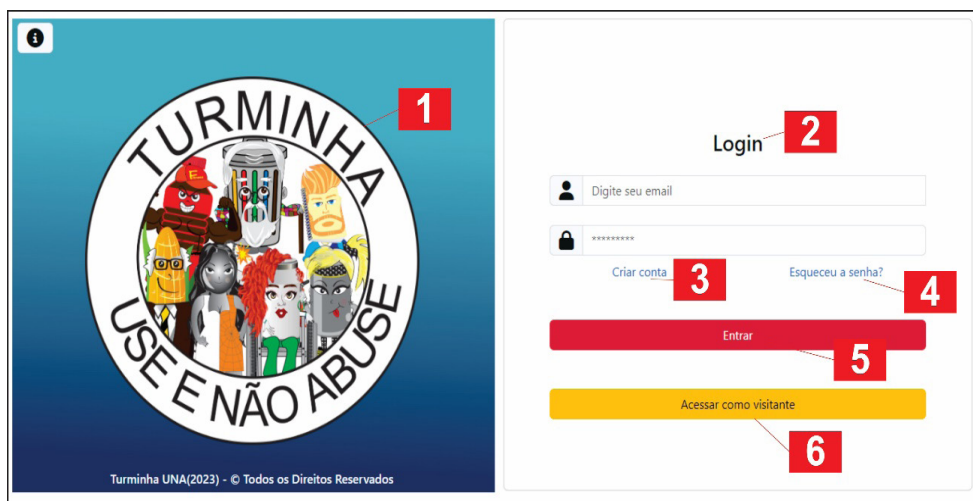 TURMINHA
USE E NÃO ABUSE
E
Turminha UNA(2023) - © Todos os Direitos Reservados
1
Login
2
Digite seu email
*********
Criar conta
3
Esqueceu a senha?
4
Entrar
5
Acessar como visitante
6